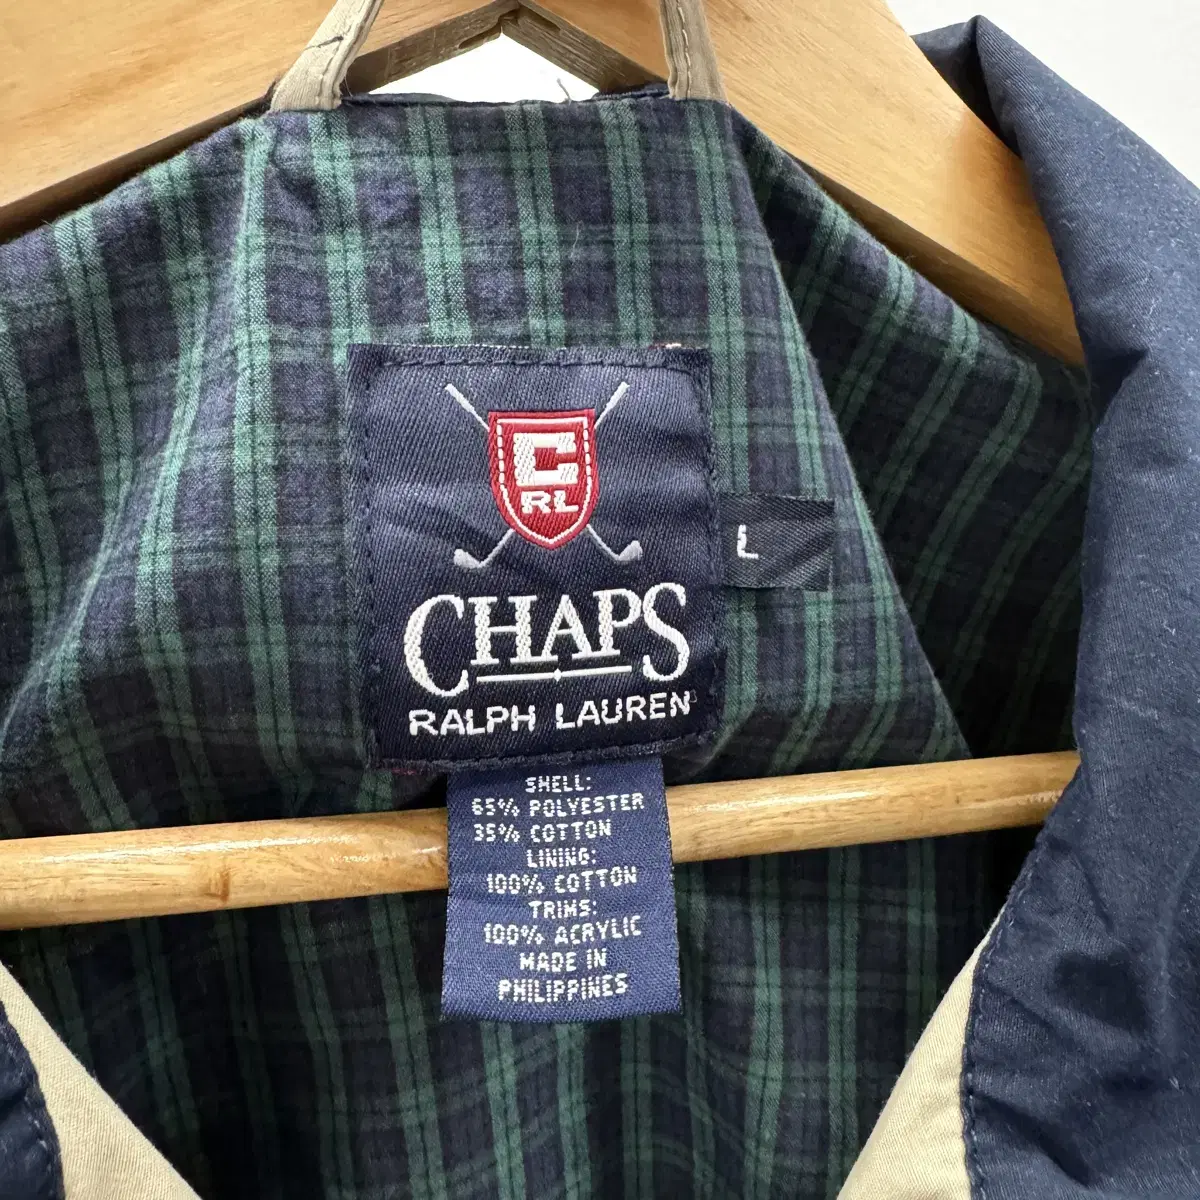 C
RL
CHAPS
RALPH LAUREN
L
SHELL:
65% POLYESTER
35% COTTON
LINING:
100% COTTON
TRIMS:
100% ACRYLIC
MADE IN
PHILIPPINES